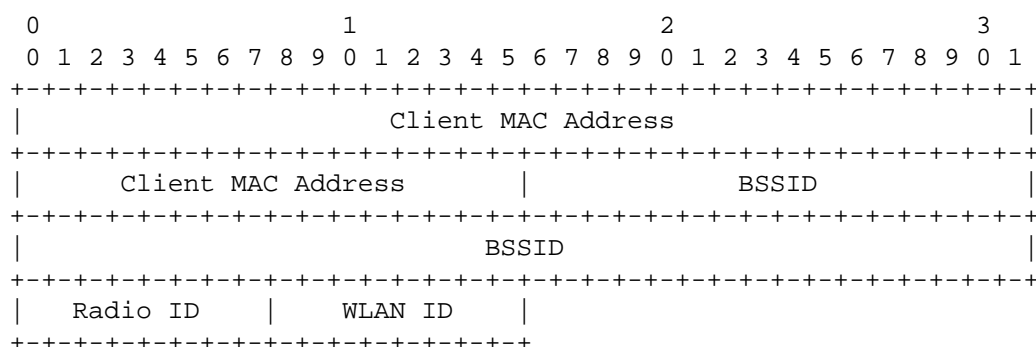 0                   1                   2                   3
 0 1 2 3 4 5 6 7 8 9 0 1 2 3 4 5 6 7 8 9 0 1 2 3 4 5 6 7 8 9 0 1
+-+-+-+-+-+-+-+-+-+-+-+-+-+-+-+-+-+-+-+-+-+-+-+-+-+-+-+-+-+-+-+-+
|                       Client MAC Address                      |
+-+-+-+-+-+-+-+-+-+-+-+-+-+-+-+-+-+-+-+-+-+-+-+-+-+-+-+-+-+-+-+-+
|      Client MAC Address       |             BSSID             |
+-+-+-+-+-+-+-+-+-+-+-+-+-+-+-+-+-+-+-+-+-+-+-+-+-+-+-+-+-+-+-+-+
|                             BSSID                             |
+-+-+-+-+-+-+-+-+-+-+-+-+-+-+-+-+-+-+-+-+-+-+-+-+-+-+-+-+-+-+-+-+
|   Radio ID    |    WLAN ID    |
+-+-+-+-+-+-+-+-+-+-+-+-+-+-+-+-+